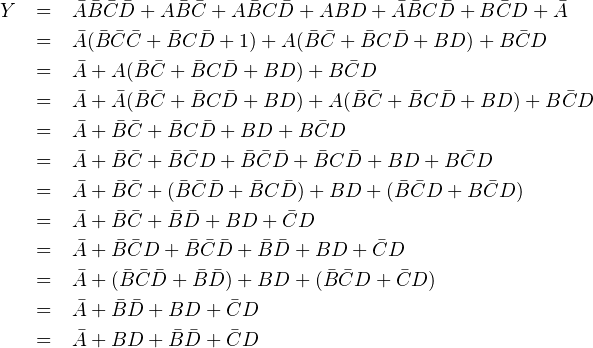 Y = ĀB̄C̄D̄ + AB̄C̄ + AB̄CD̄ + ABD + ĀB̄CD̄ + BC̄D + Ā
= Ā(B̄C̄C̄ + B̄CD̄ + 1) + A(B̄C̄ + B̄CD̄ + BD) + BC̄D
= Ā + A(B̄C̄ + B̄CD̄ + BD) + BC̄D
= Ā + Ā(B̄C̄ + B̄CD̄ + BD) + A(B̄C̄ + B̄CD̄ + BD) + BC̄D
= Ā + B̄C̄ + B̄CD̄ + BD + BC̄D
= Ā + B̄C̄ + B̄C̄D + B̄C̄D̄ + B̄CD̄ + BD + BC̄D
= Ā + B̄C̄ + (B̄C̄D̄ + B̄CD̄) + BD + (B̄C̄D + BC̄D)
= Ā + B̄C̄ + B̄D̄ + BD + C̄D
= Ā + B̄C̄D + B̄C̄D̄ + B̄D̄ + BD + C̄D
= Ā + (B̄C̄D̄ + B̄D̄) + BD + (B̄C̄D + C̄D)
= Ā + B̄D̄ + BD + C̄D
= Ā + BD + B̄D̄ + C̄D